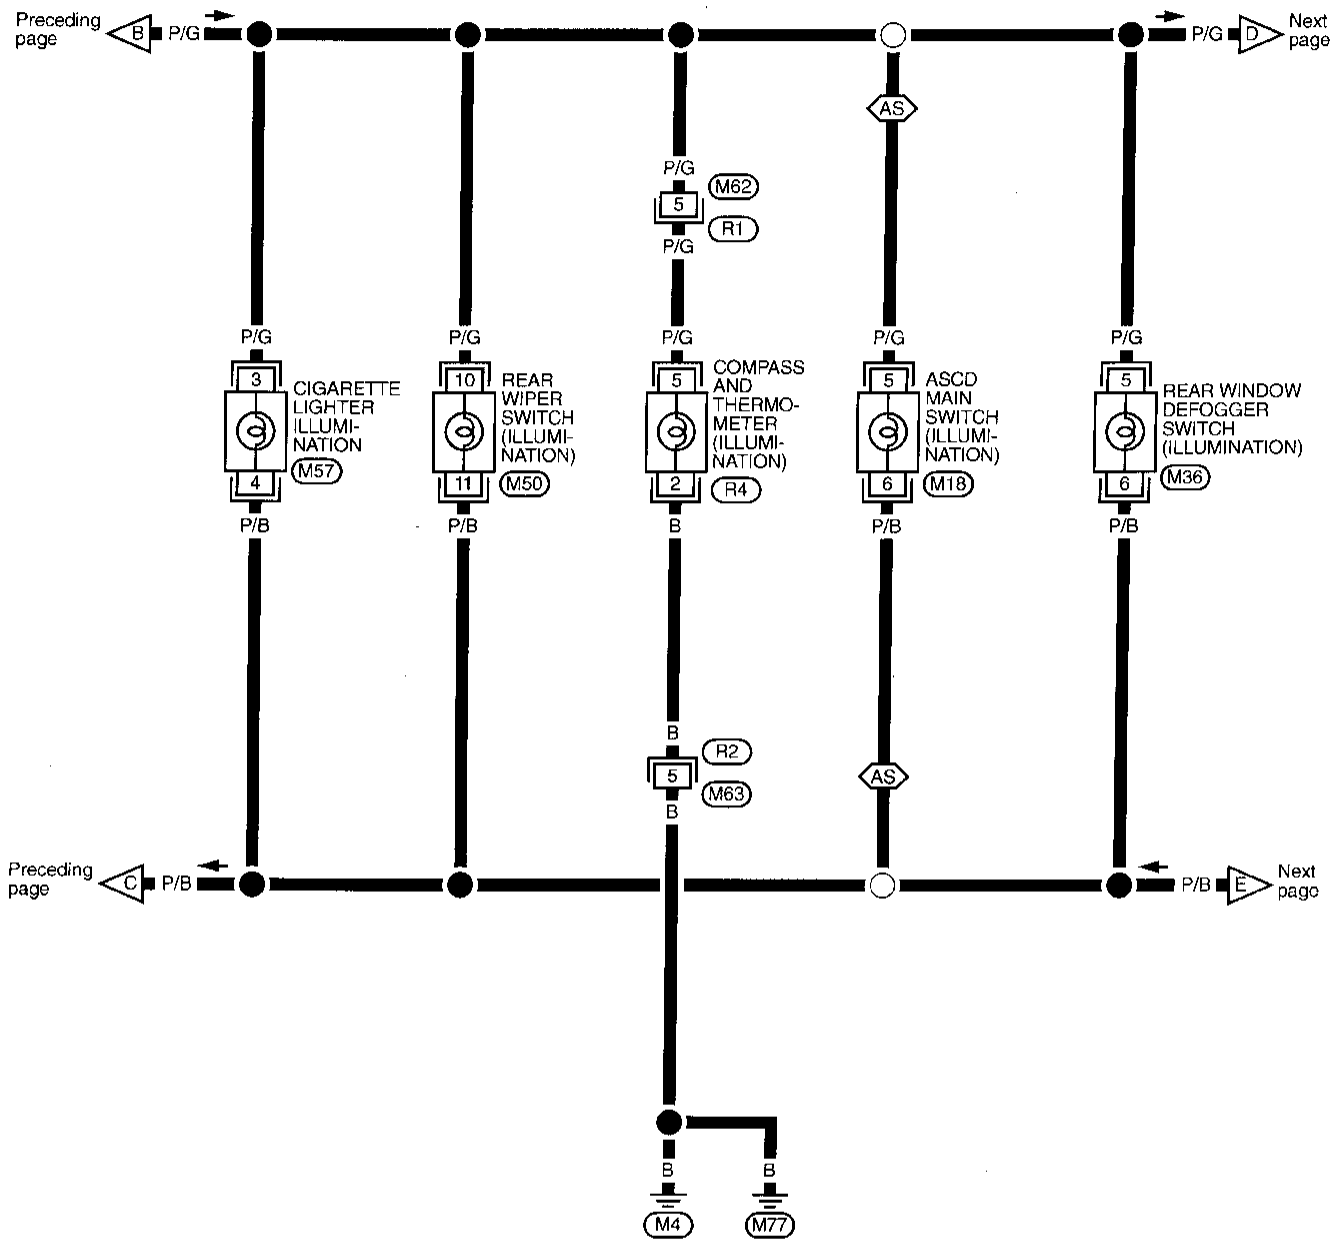 Preceding
page
B
P/G
P/G
D
Next
page
AS
P/G
M62
5
R1
P/G
P/G
P/G
P/G
P/G
P/G
3
CIGARETTE
LIGHTER
ILLUMI-
NATION
M57
4
P/B
10
REAR
WIPER
SWITCH
(ILLUMI-
NATION)
M50
11
P/B
5
COMPASS
AND
THERMO-
METER
(ILLUMI-
NATION)
R4
2
B
5
ASCD
MAIN
SWITCH
(ILLUMI-
NATION)
M18
6
P/B
5
REAR WINDOW
DEFOGGER
SWITCH
(ILLUMINATION)
M36
6
P/B
B
R2
5
M63
B
AS
Preceding
page
C
P/B
P/B
E
Next
page
B
B
M4
M77